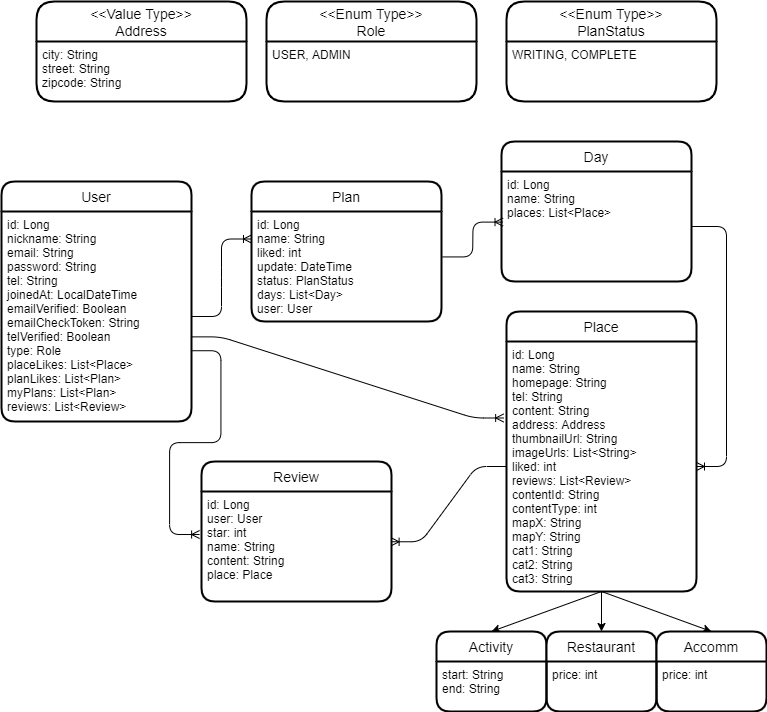 <<Value Type>>
Address
city: String
street: String
zipcode: String
<<Enum Type>>
Role
USER, ADMIN
<<Enum Type>>
PlanStatus
WRITING, COMPLETE
User
id: Long
nickname: String
email: String
password: String
tel: String
joinedAt: LocalDateTime
emailVerified: Boolean
emailCheckToken: String
telVerified: Boolean
type: Role
placeLikes: List<Place>
planLikes: List<Plan>
myPlans: List<Plan>
reviews: List<Review>
Plan
id: Long
name: String
liked: int
update: DateTime
status: PlanStatus
days: List<Day>
user: User
Day
id: Long
name: String
places: List<Place>
Place
id: Long
name: String
homepage: String
tel: String
content: String
address: Address
thumbnailUrl: String
imageUrls: List<String>
liked: int
reviews: List<Review>
contentId: String
contentType: int
mapX: String
mapY: String
cat1: String
cat2: String
cat3: String
Review
id: Long
user: User
star: int
name: String
content: String
place: Place
Activity
start: String
end: String
Restaurant
price: int
Accomm
price: int